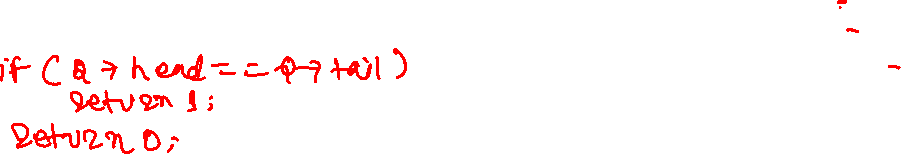 if (Q → head == Q → tail)
return 1;
return 0;